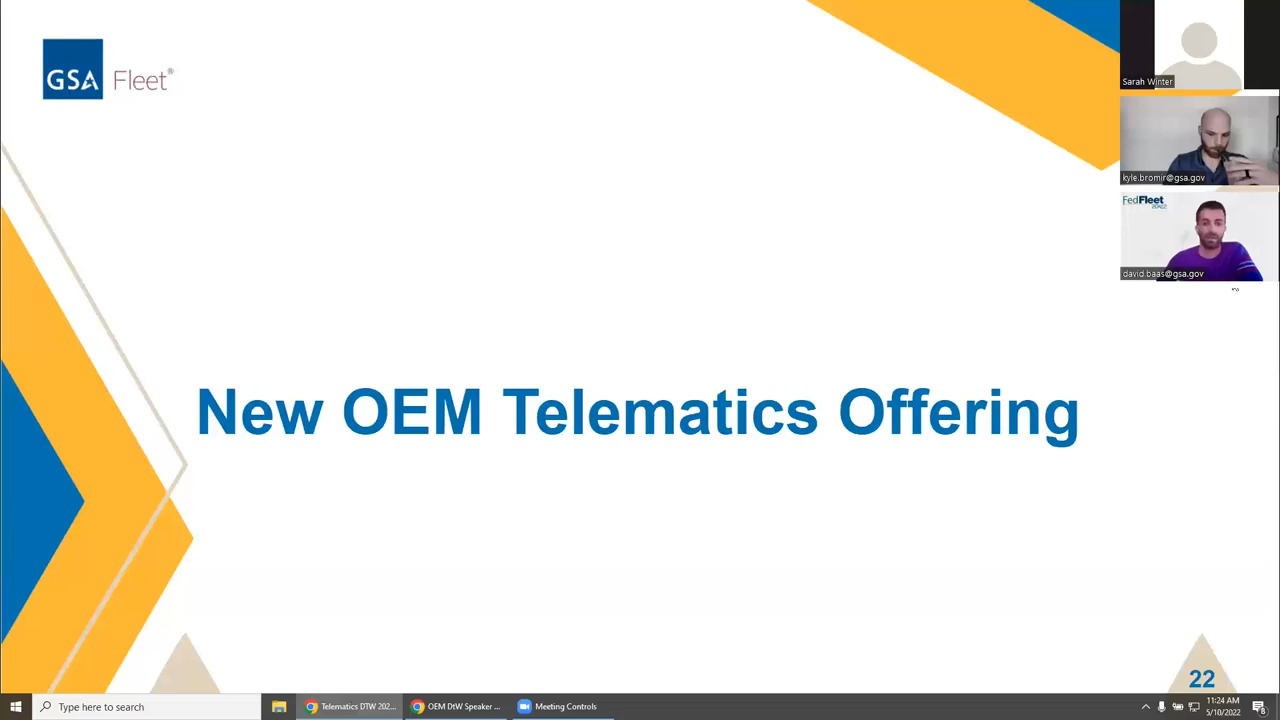 GSA Fleet®
Sarah Winter
kyle.bromir@gsa.gov
FedFleet
david.baas@gsa.gov
New OEM Telematics Offering
22
Type here to search
Telematics DTW 202...
OEM DtW Speaker ...
Meeting Controls
11:24 AM
5/10/2022
8